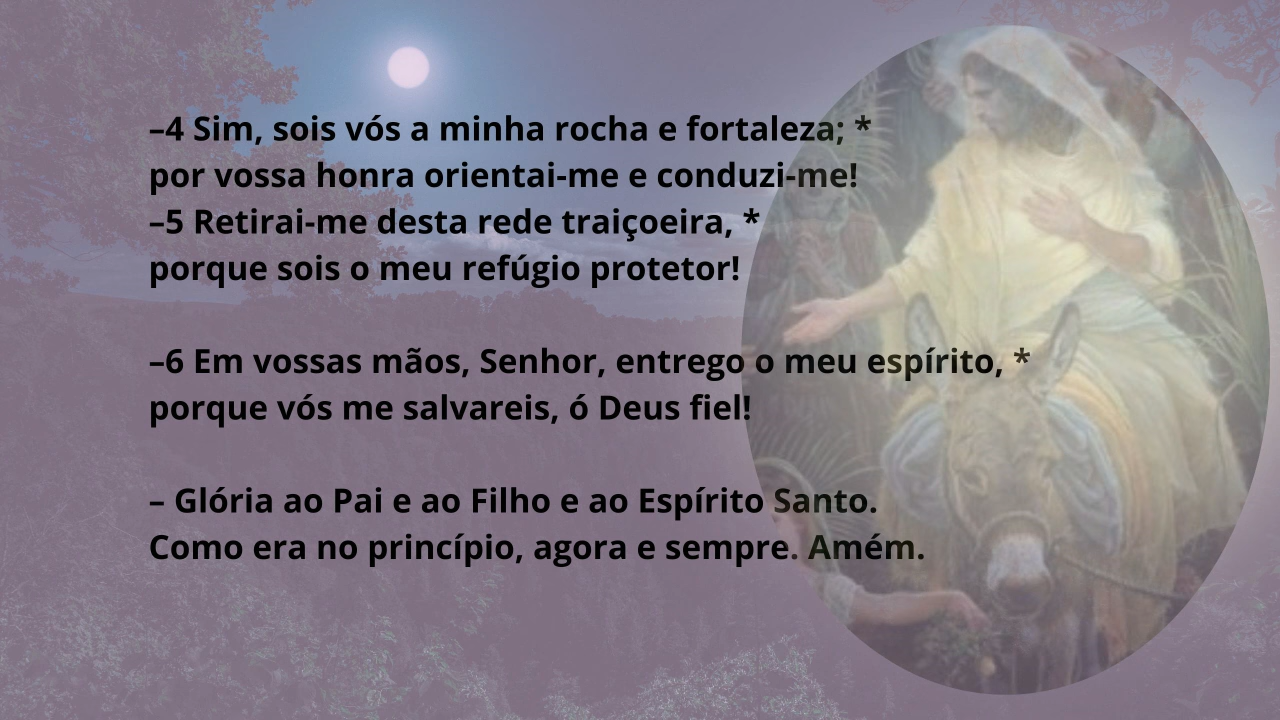 –4 Sim, sois vós a minha rocha e fortaleza; *
por vossa honra orientai-me e conduzi-me!
–5 Retirai-me desta rede traiçoeira, *
porque sois o meu refúgio protetor!
–6 Em vossas mãos, Senhor, entrego o meu espírito, *
porque vós me salvareis, ó Deus fiel!
– Glória ao Pai e ao Filho e ao Espírito Santo.
Como era no princípio, agora e sempre. Amém.